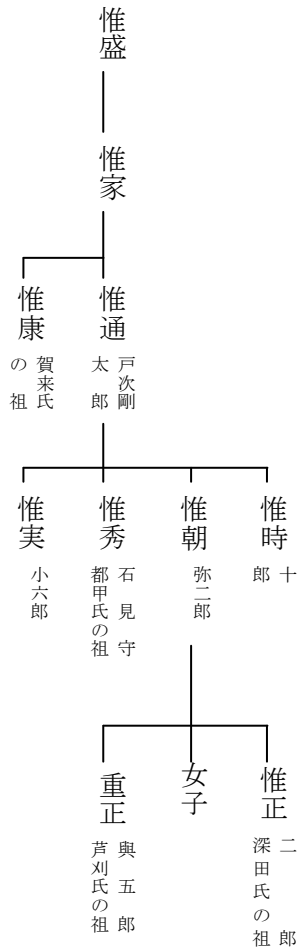 惟盛
惟家
惟通
戸次剛
太郎
惟康
賀来氏
の祖
惟時
十
郎
惟朝
弥二郎
惟秀
石見守
都甲氏の祖
惟実
小六郎
惟正
二郎
深田氏の祖
女子
重正
與五郎
芦刈氏の祖